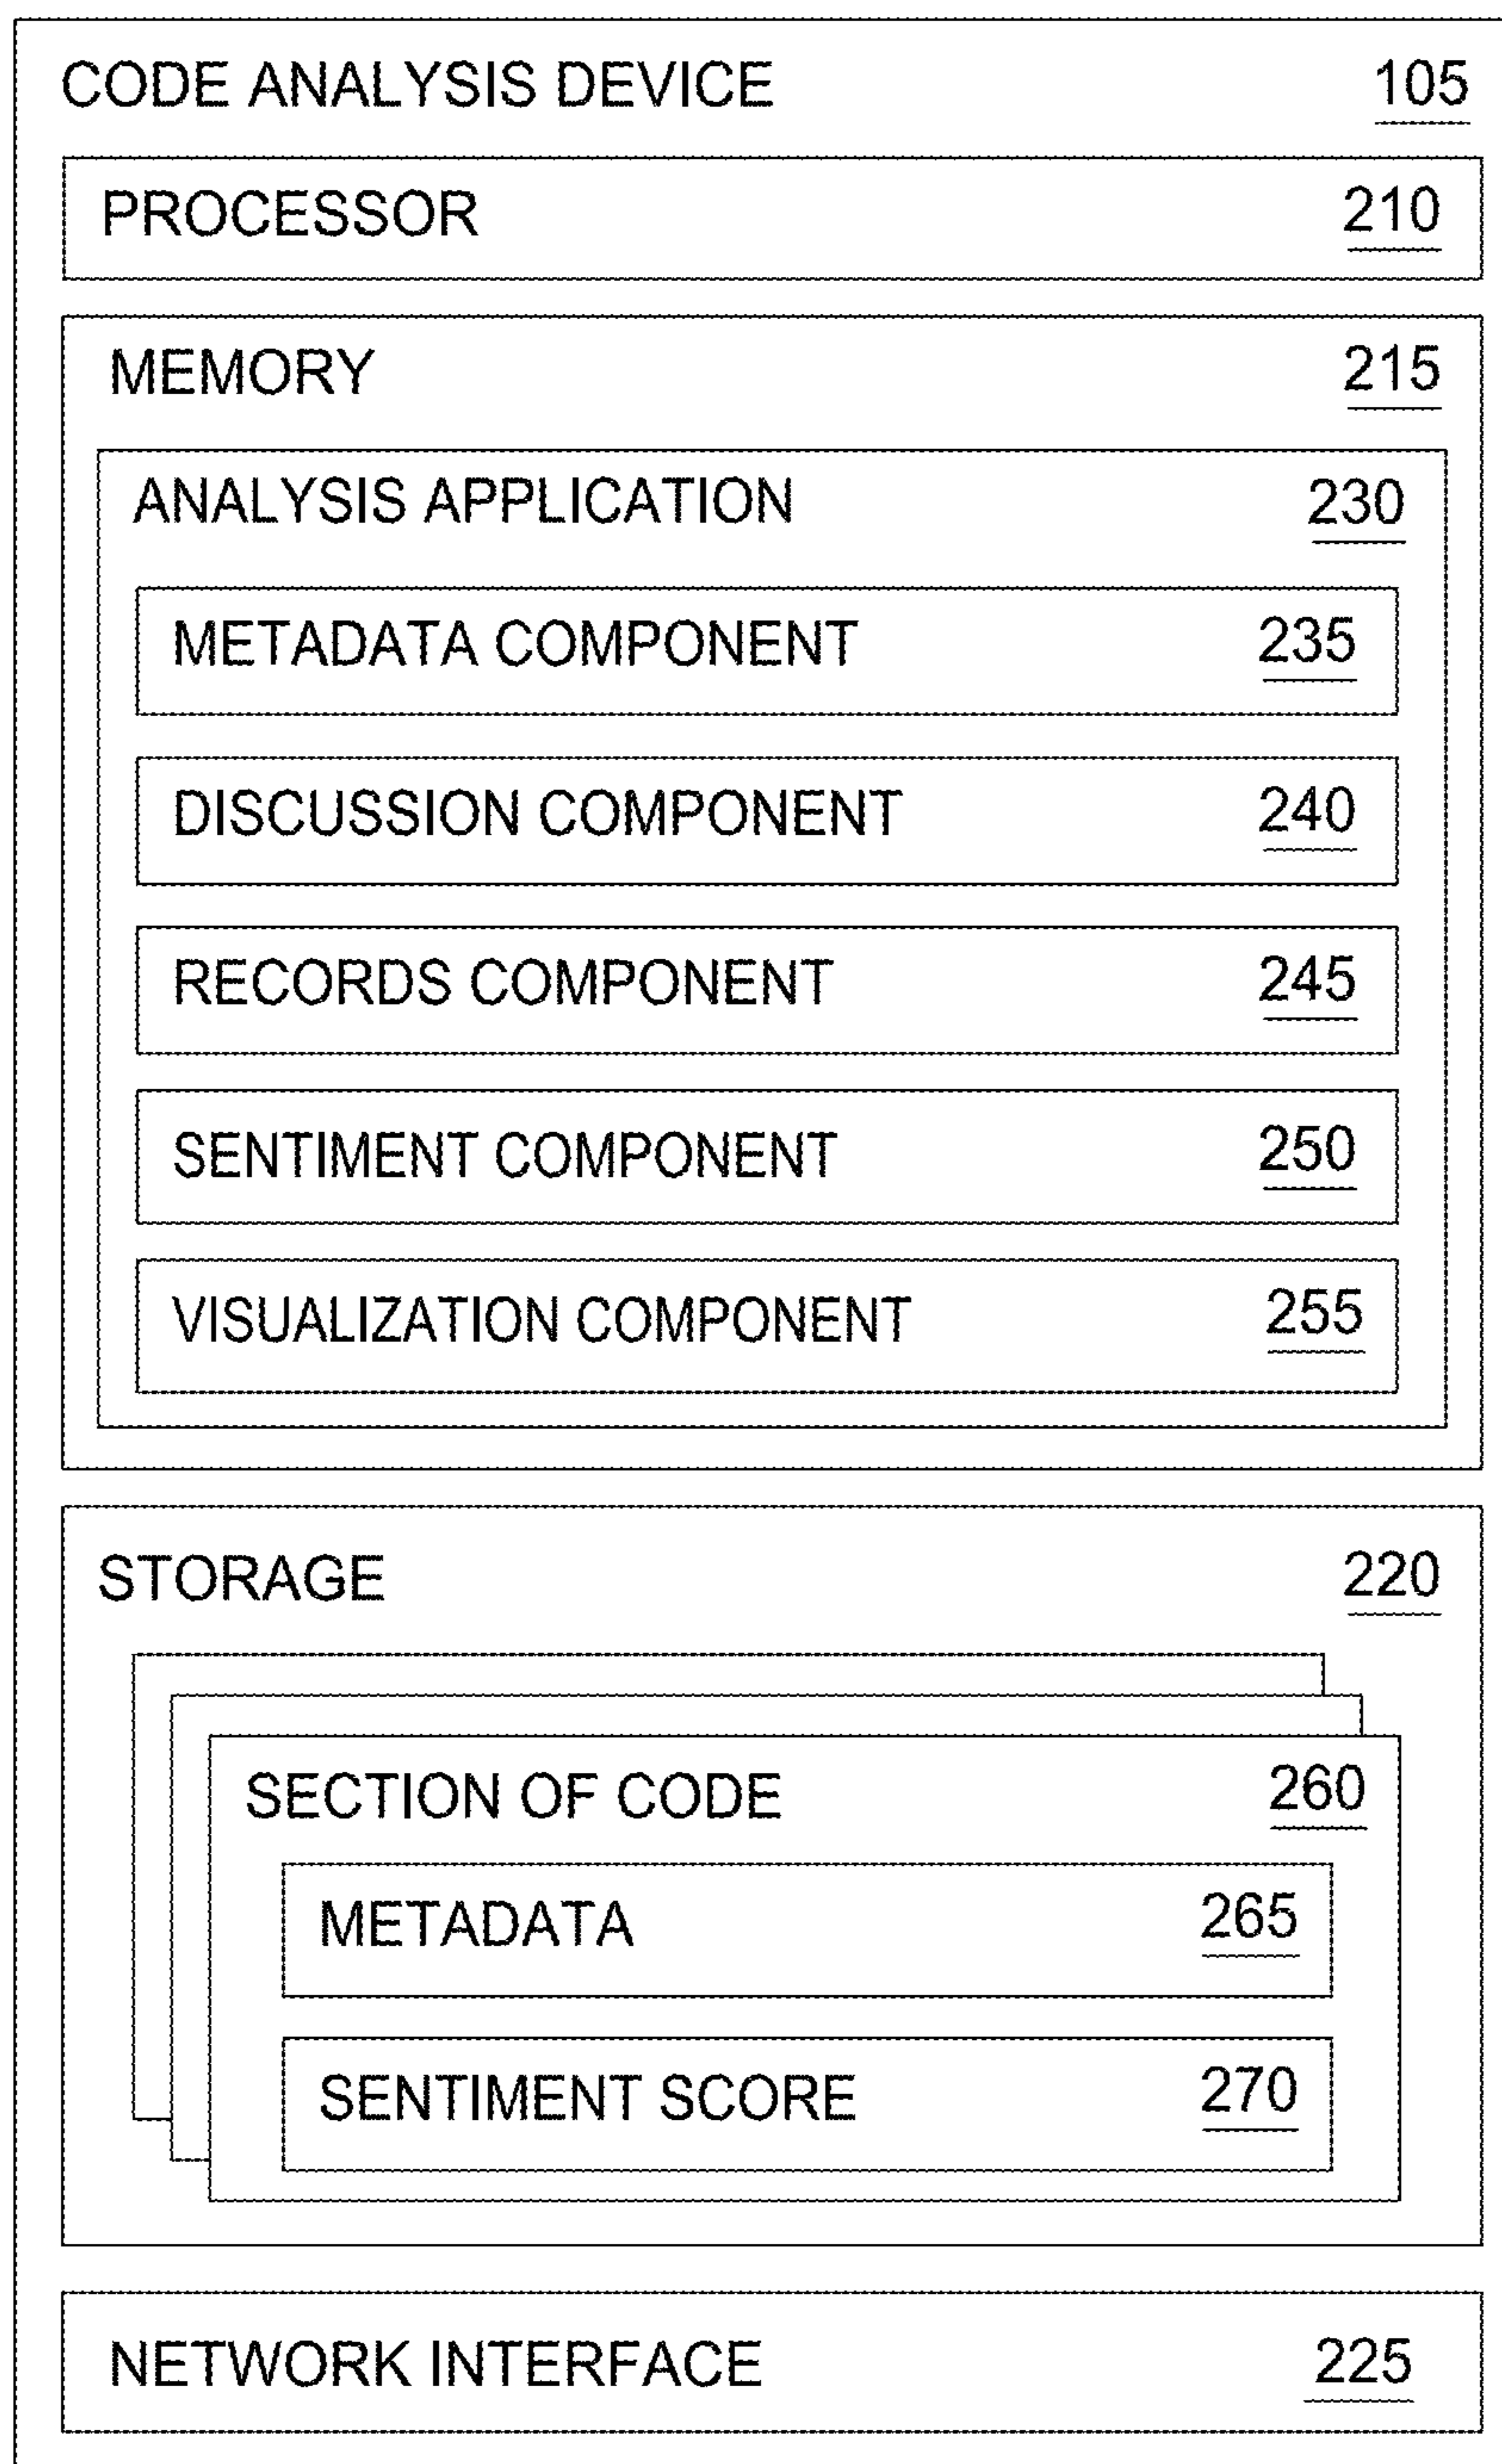 CODE ANALYSIS DEVICE 105
PROCESSOR 210
MEMORY 215
ANALYSIS APPLICATION 230
METADATA COMPONENT 235
DISCUSSION COMPONENT 240
RECORDS COMPONENT 245
SENTIMENT COMPONENT 250
VISUALIZATION COMPONENT 255
STORAGE 220
SECTION OF CODE 260
METADATA 265
SENTIMENT SCORE 270
NETWORK INTERFACE 225